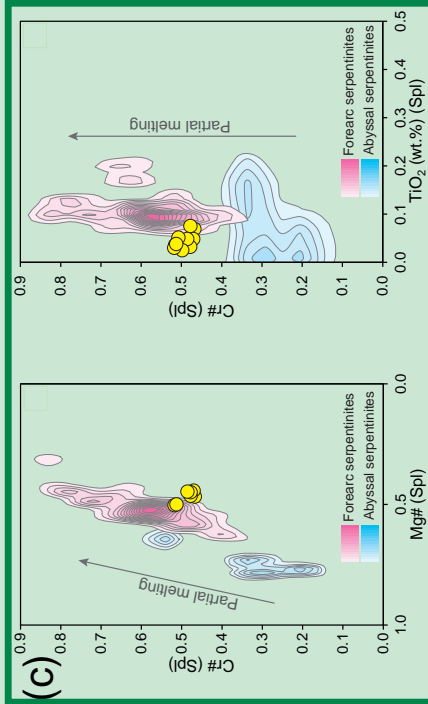 (c)
0.9
0.8
0.7
0.6
0.5
0.4
0.3
0.2
0.1
0.0
Cr# (Spl)
Partial melting
Forearc serpentinites
Abyssal serpentinites
1.0
0.5
0.0
Mg# (Spl)
0.9
0.8
0.7
0.6
0.5
0.4
0.3
0.2
0.1
0.0
Cr# (Spl)
Partial melting
Forearc serpentinites
Abyssal serpentinites
0.0
0.1
0.2
0.3
0.4
0.5
TiO₂ (wt.%) (Spl)